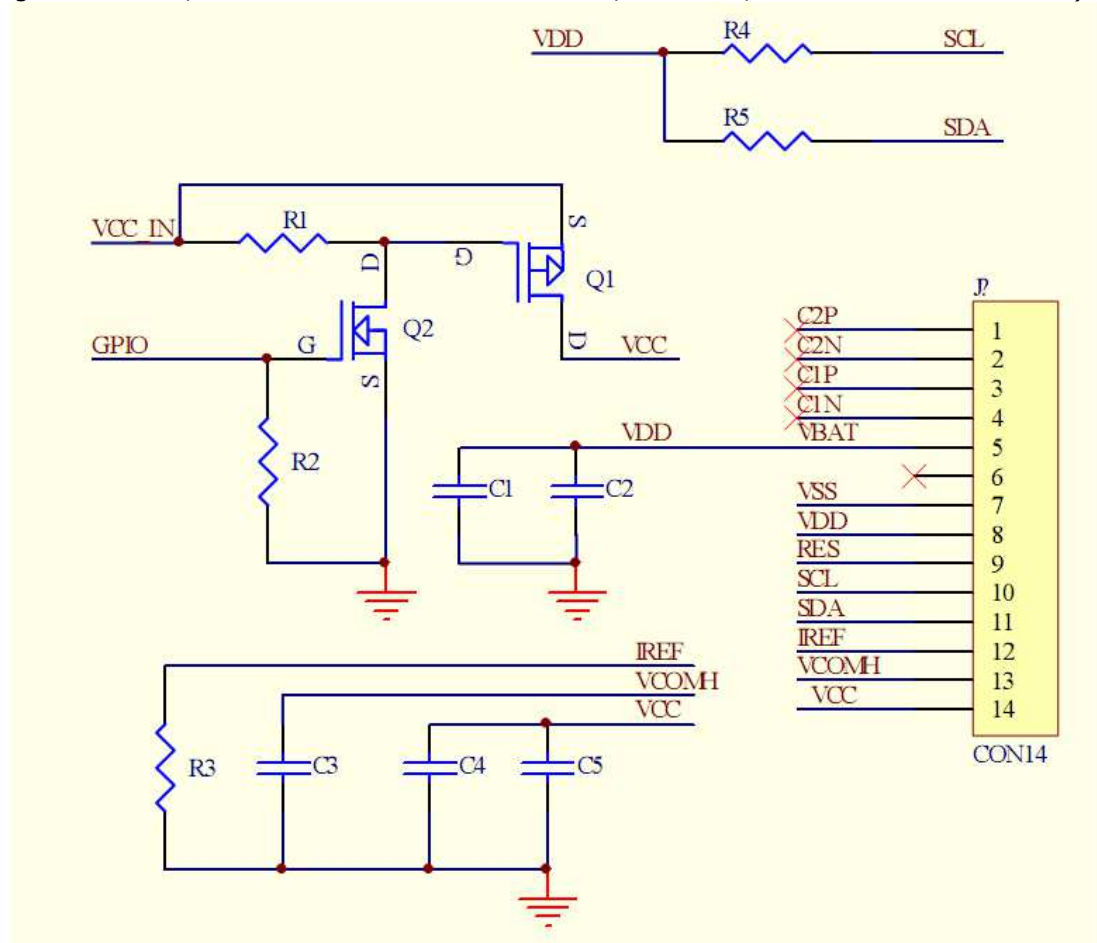 VDD
R4
SCL
R5
SDA
VCC_IN
R1
S
D
G
Q1
GPIO
G
Q2
S
D
VCC
R2
J?
C2P 1
C2N 2
C1P 3
C1N 4
VDD VBAT 5
6
VSS 7
VDD 8
RES 9
SCL 10
SDA 11
IREF 12
VCOMH 13
VCC 14
CON14
C1
C2
IREF
VCOMH
VCC
R3
C3
C4
C5